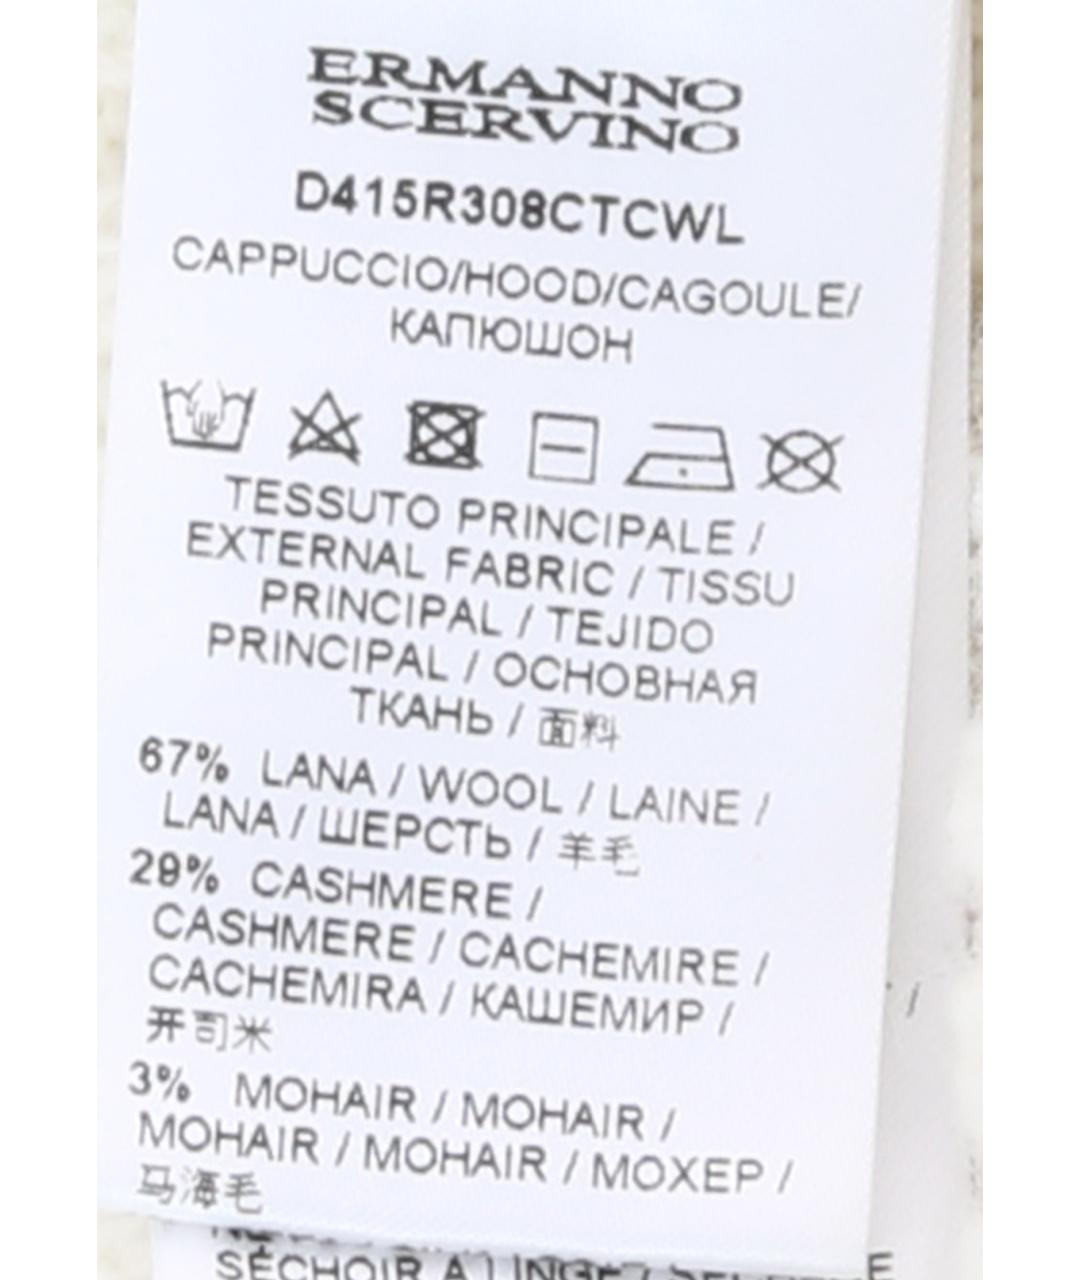 ERMANNO
SCERVINO
D415R308CTCWL
CAPPUCCIO/HOOD/CAGOULE/
КАПЮШОН
TESSUTO PRINCIPALE /
EXTERNAL FABRIC / TISSU
PRINCIPAL / TEJIDO
PRINCIPAL / ОСНОВНАЯ
ТКАНЬ / 面料
67% LANA / WOOL / LAINE /
LANA / ШЕРСТЬ / 羊毛
29% CASHMERE /
CASHMERE / CACHEMIRE /
CACHEMIRA / КАШЕМИР /
开司米
3% MOHAIR / MOHAIR /
MOHAIR / MOHAIR / МОХЕР /
马海毛
SÉCHOIR À LINGE /